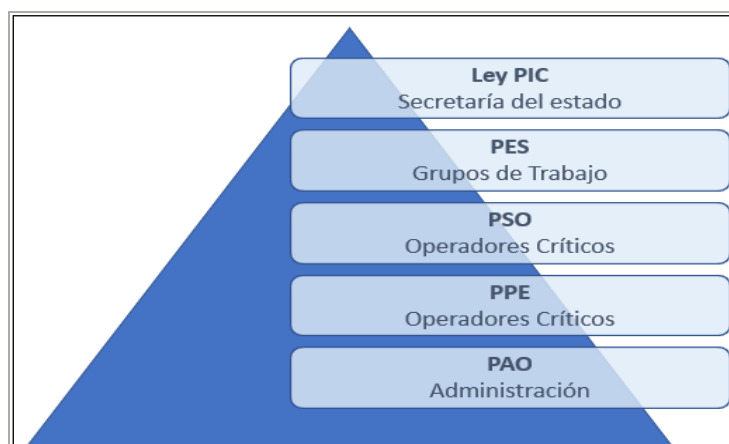 Ley PIC
Secretaría del estado
PES
Grupos de Trabajo
PSO
Operadores Críticos
PPE
Operadores Críticos
PAO
Administración